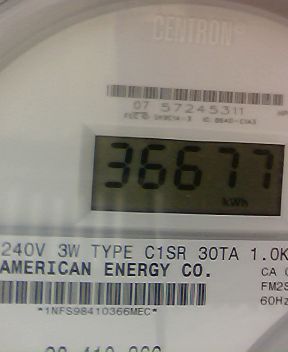 CENTRON
07 57245311
36677
kWh
240V 3W TYPE C1SR 30TA 1.0K
AMERICAN ENERGY CO.
CA
FM2S
60Hz
*1NFS98410366MEC*